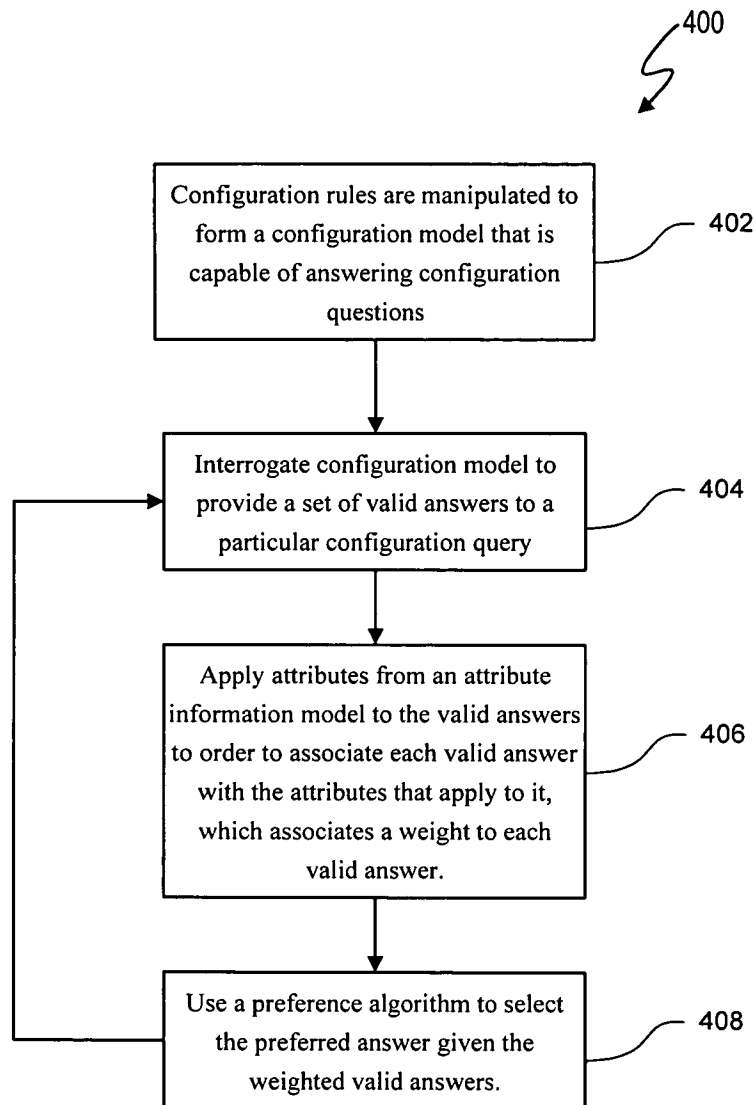 400
Configuration rules are manipulated to
form a configuration model that is
capable of answering configuration
questions
402
Interrogate configuration model to
provide a set of valid answers to a
particular configuration query
404
Apply attributes from an attribute
information model to the valid answers
to order to associate each valid answer
with the attributes that apply to it,
which associates a weight to each
valid answer.
406
Use a preference algorithm to select
the preferred answer given the
weighted valid answers.
408